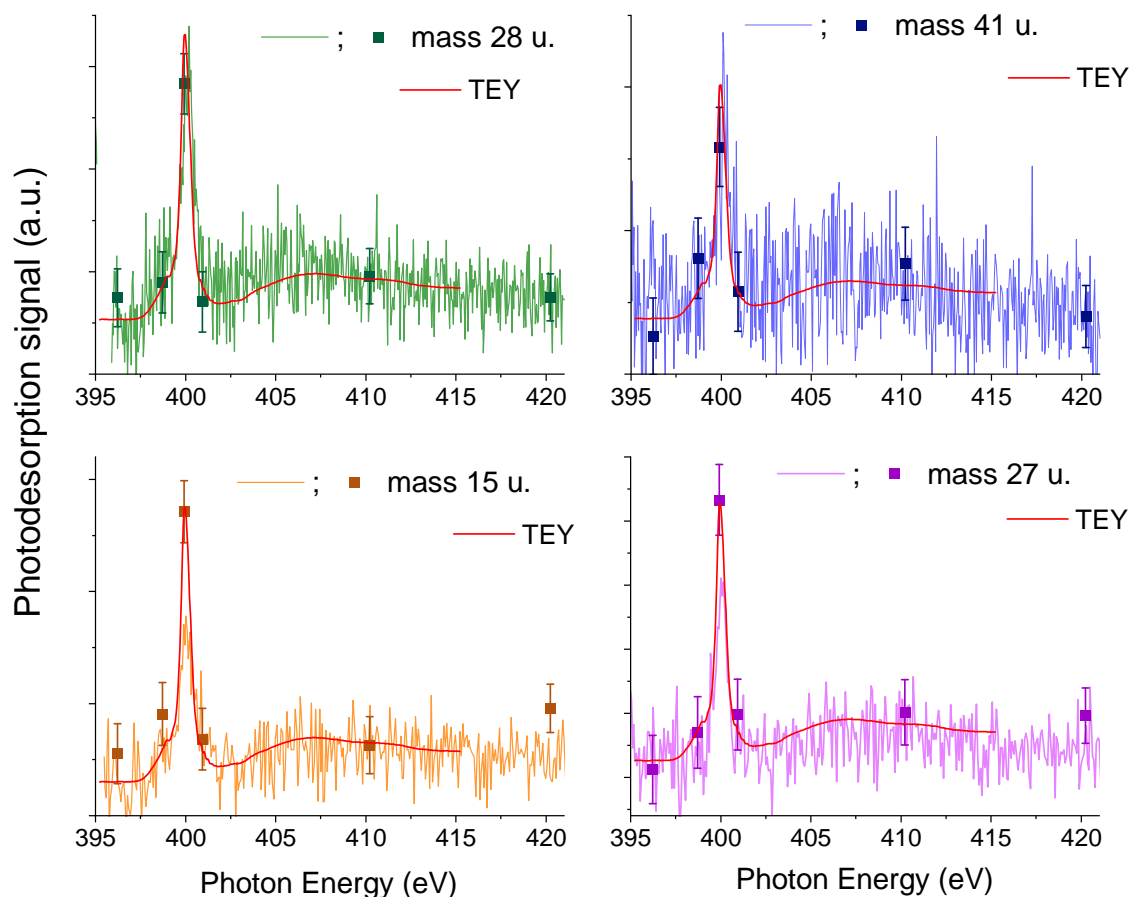 ; mass 28 u.
TEY
395 400 405 410 415 420
; mass 41 u.
TEY
395 400 405 410 415 420
Photodesorption signal (a.u.)
; mass 15 u.
TEY
395 400 405 410 415 420
Photon Energy (eV)
; mass 27 u.
TEY
395 400 405 410 415 420
Photon Energy (eV)